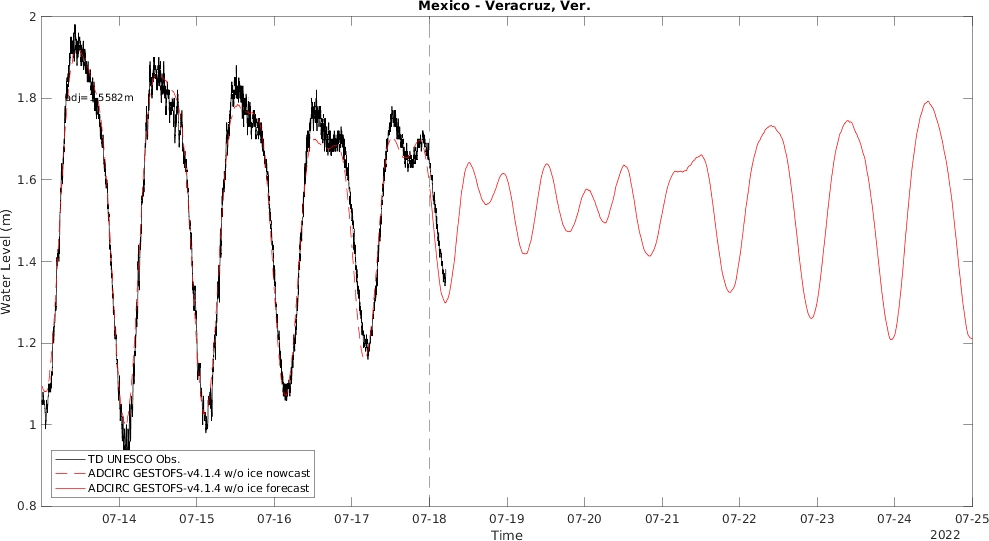 Mexico - Veracruz, Ver.
2
1.8
1.6
1.4
1.2
1
0.8
Water Level (m)
adj=1.5582m
TD UNESCO Obs.
ADCIRC GESTOFS-v4.1.4 w/o ice nowcast
ADCIRC GESTOFS-v4.1.4 w/o ice forecast
07-14 07-15 07-16 07-17 07-18 07-19 07-20 07-21 07-22 07-23 07-24 07-25
Time
2022